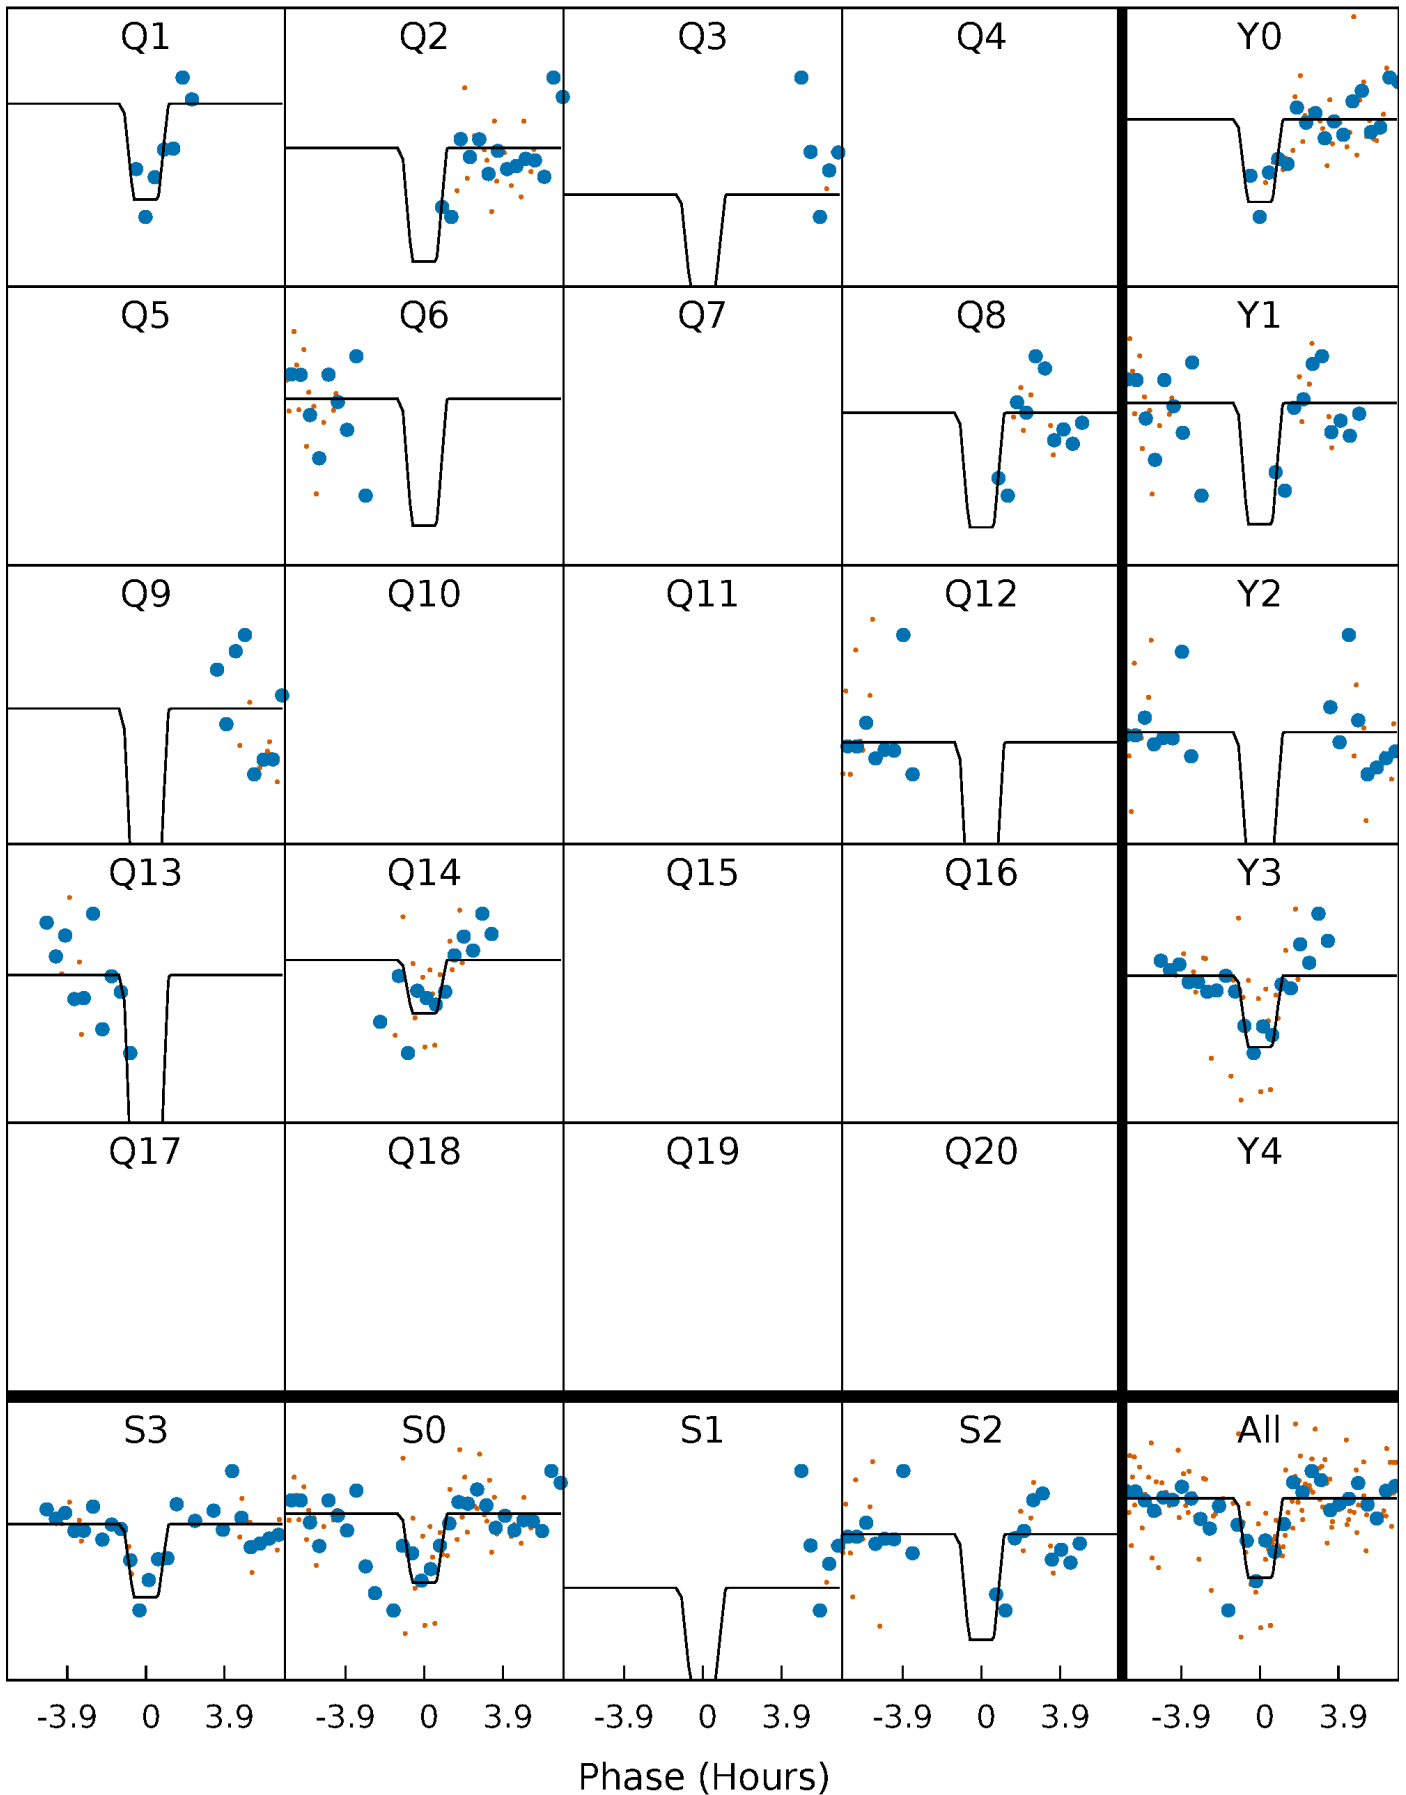 Q1 Q2 Q3 Q4 Y0
Q5 Q6 Q7 Q8 Y1
Q9 Q10 Q11 Q12 Y2
Q13 Q14 Q15 Q16 Y3
Q17 Q18 Q19 Q20 Y4
S3 S0 S1 S2 All
-3.9 0 3.9 -3.9 0 3.9 -3.9 0 3.9 -3.9 0 3.9 -3.9 0 3.9
Phase (Hours)